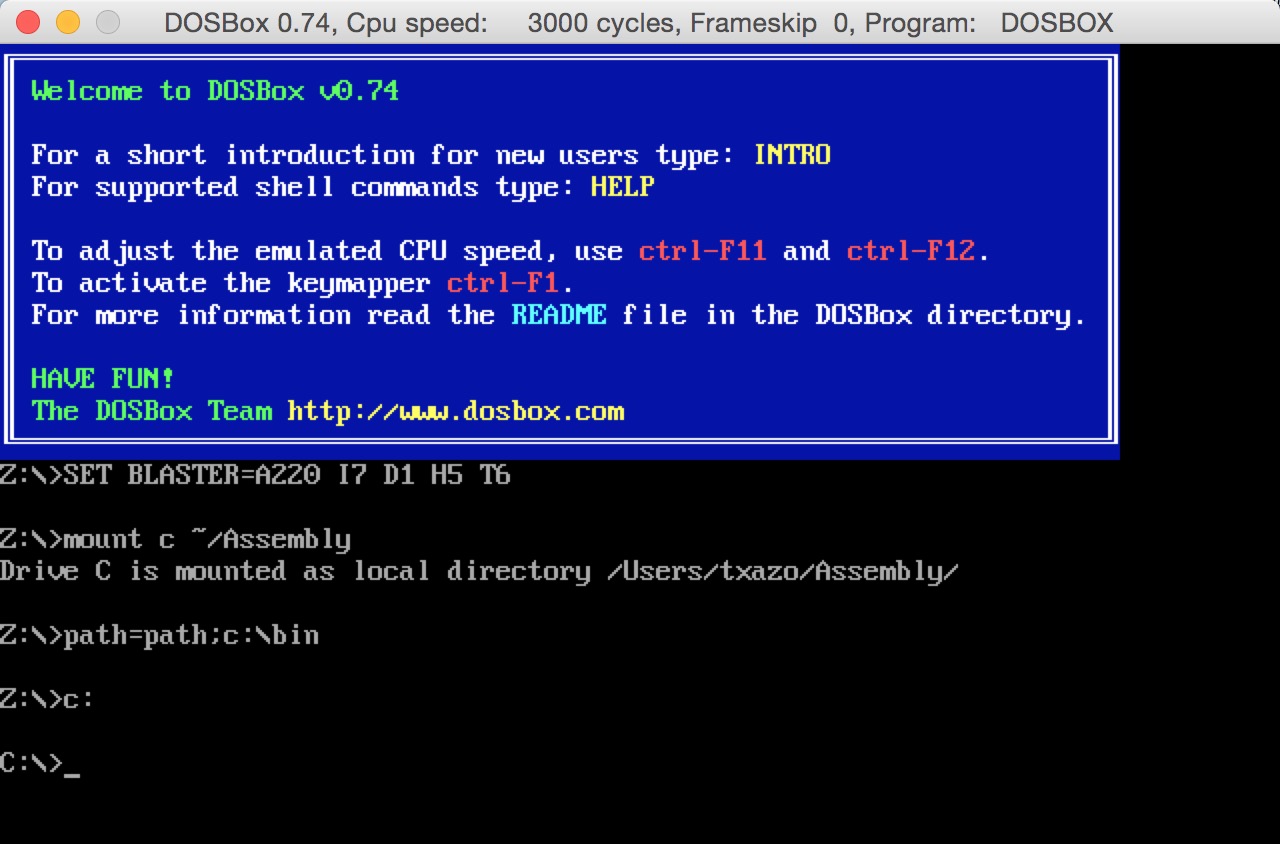 DOSBox 0.74, Cpu speed: 3000 cycles, Frameskip 0, Program: DOSBOX
Welcome to DOSBox v0.74
For a short introduction for new users type: INTRO
For supported shell commands type: HELP
To adjust the emulated CPU speed, use ctrl-F11 and ctrl-F12.
To activate the keymapper ctrl-F1.
For more information read the README file in the DOSBox directory.
HAVE FUN!
The DOSBox Team http://www.dosbox.com
Z:\>SET BLASTER=A220 I7 D1 H5 T6
Z:\>mount c ~/Assembly
Drive C is mounted as local directory /Users/txazo/Assembly/
Z:\>path=path;c:\bin
Z:\>c:
C:\>_